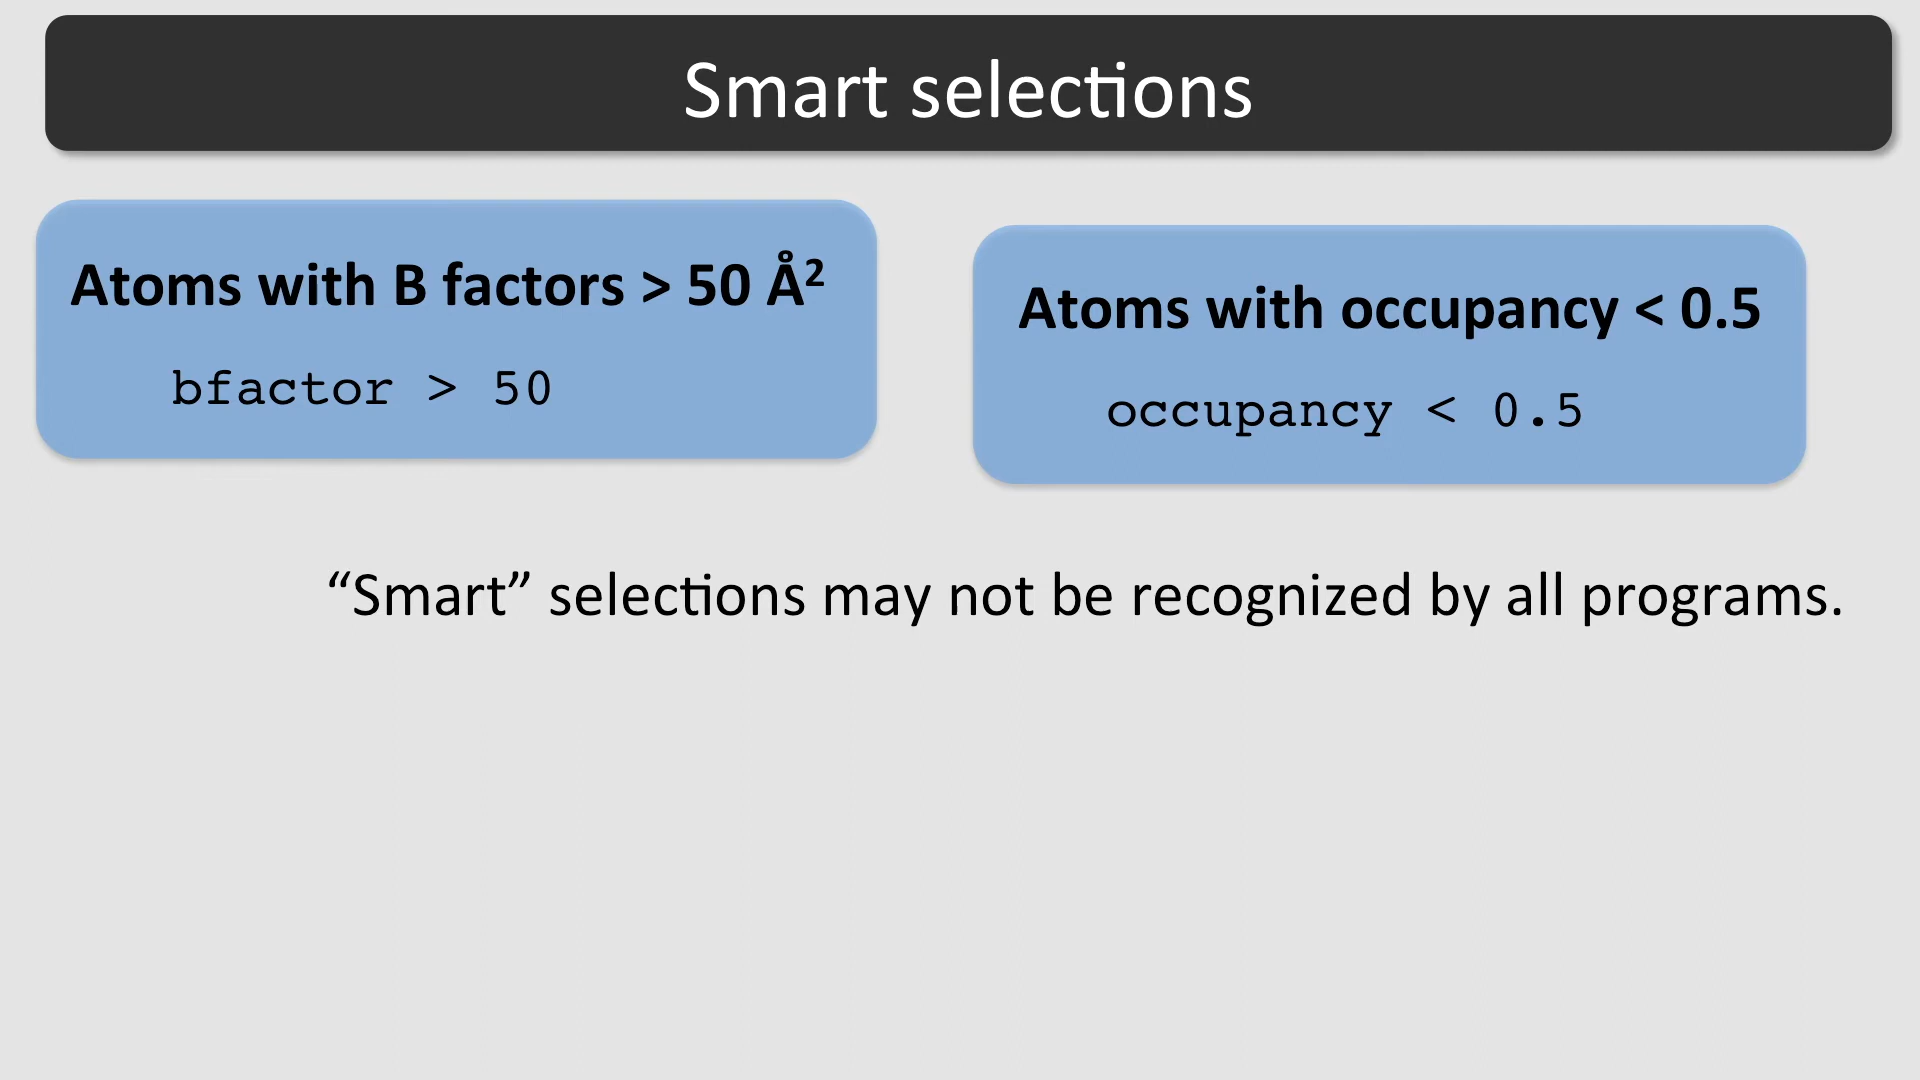 Smart selections
Atoms with B factors > 50 Å²
bfactor > 50
Atoms with occupancy < 0.5
occupancy < 0.5
“Smart” selections may not be recognized by all programs.